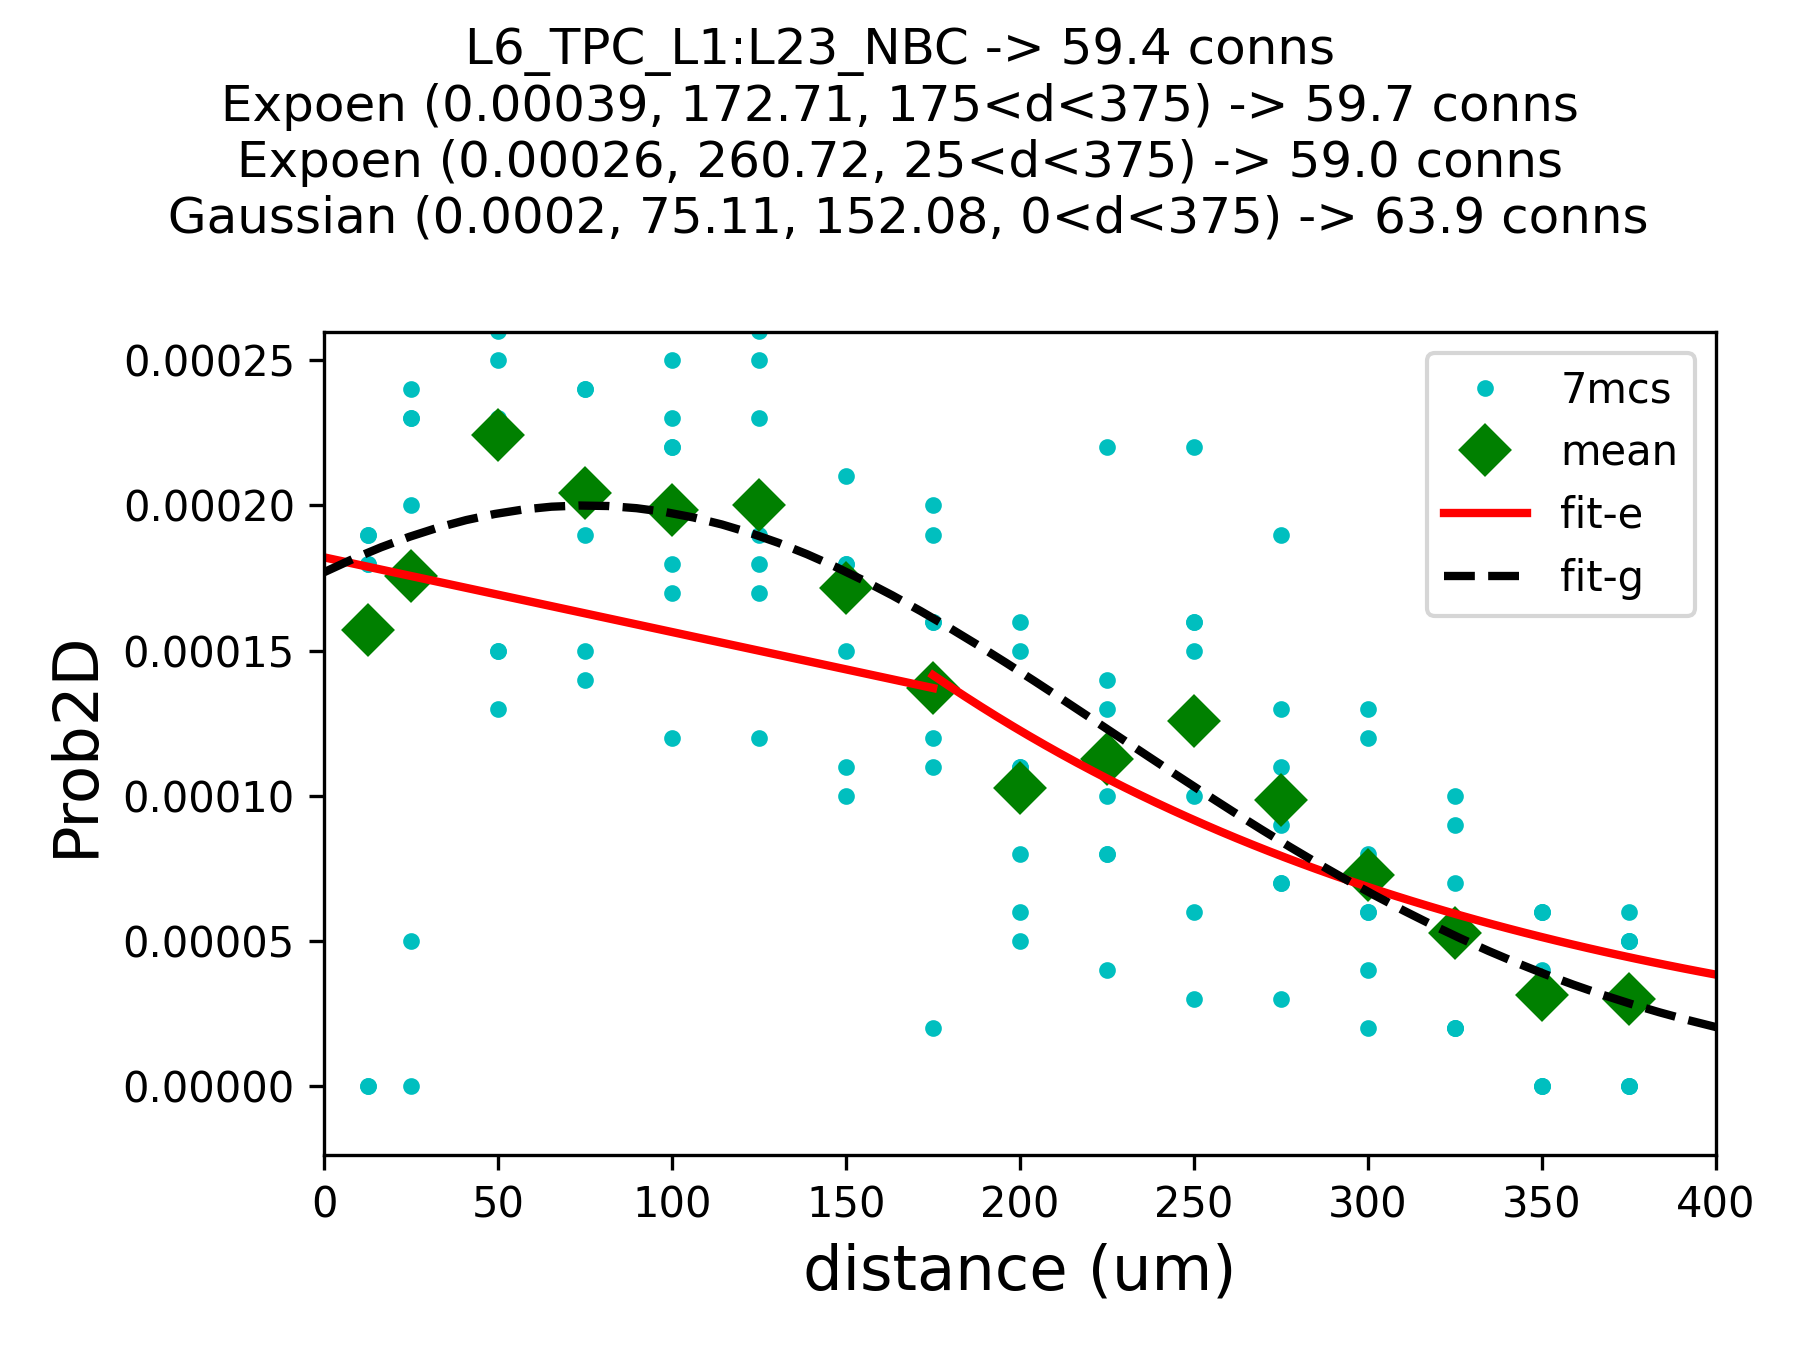 L6_TPC_L1:L23_NBC -> 59.4 conns
Expoen (0.00039, 172.71, 175<d<375) -> 59.7 conns
Expoen (0.00026, 260.72, 25<d<375) -> 59.0 conns
Gaussian (0.0002, 75.11, 152.08, 0<d<375) -> 63.9 conns
7mcs
mean
fit-e
fit-g
Prob2D
0.00025
0.00020
0.00015
0.00010
0.00005
0.00000
0 50 100 150 200 250 300 350 400
distance (um)